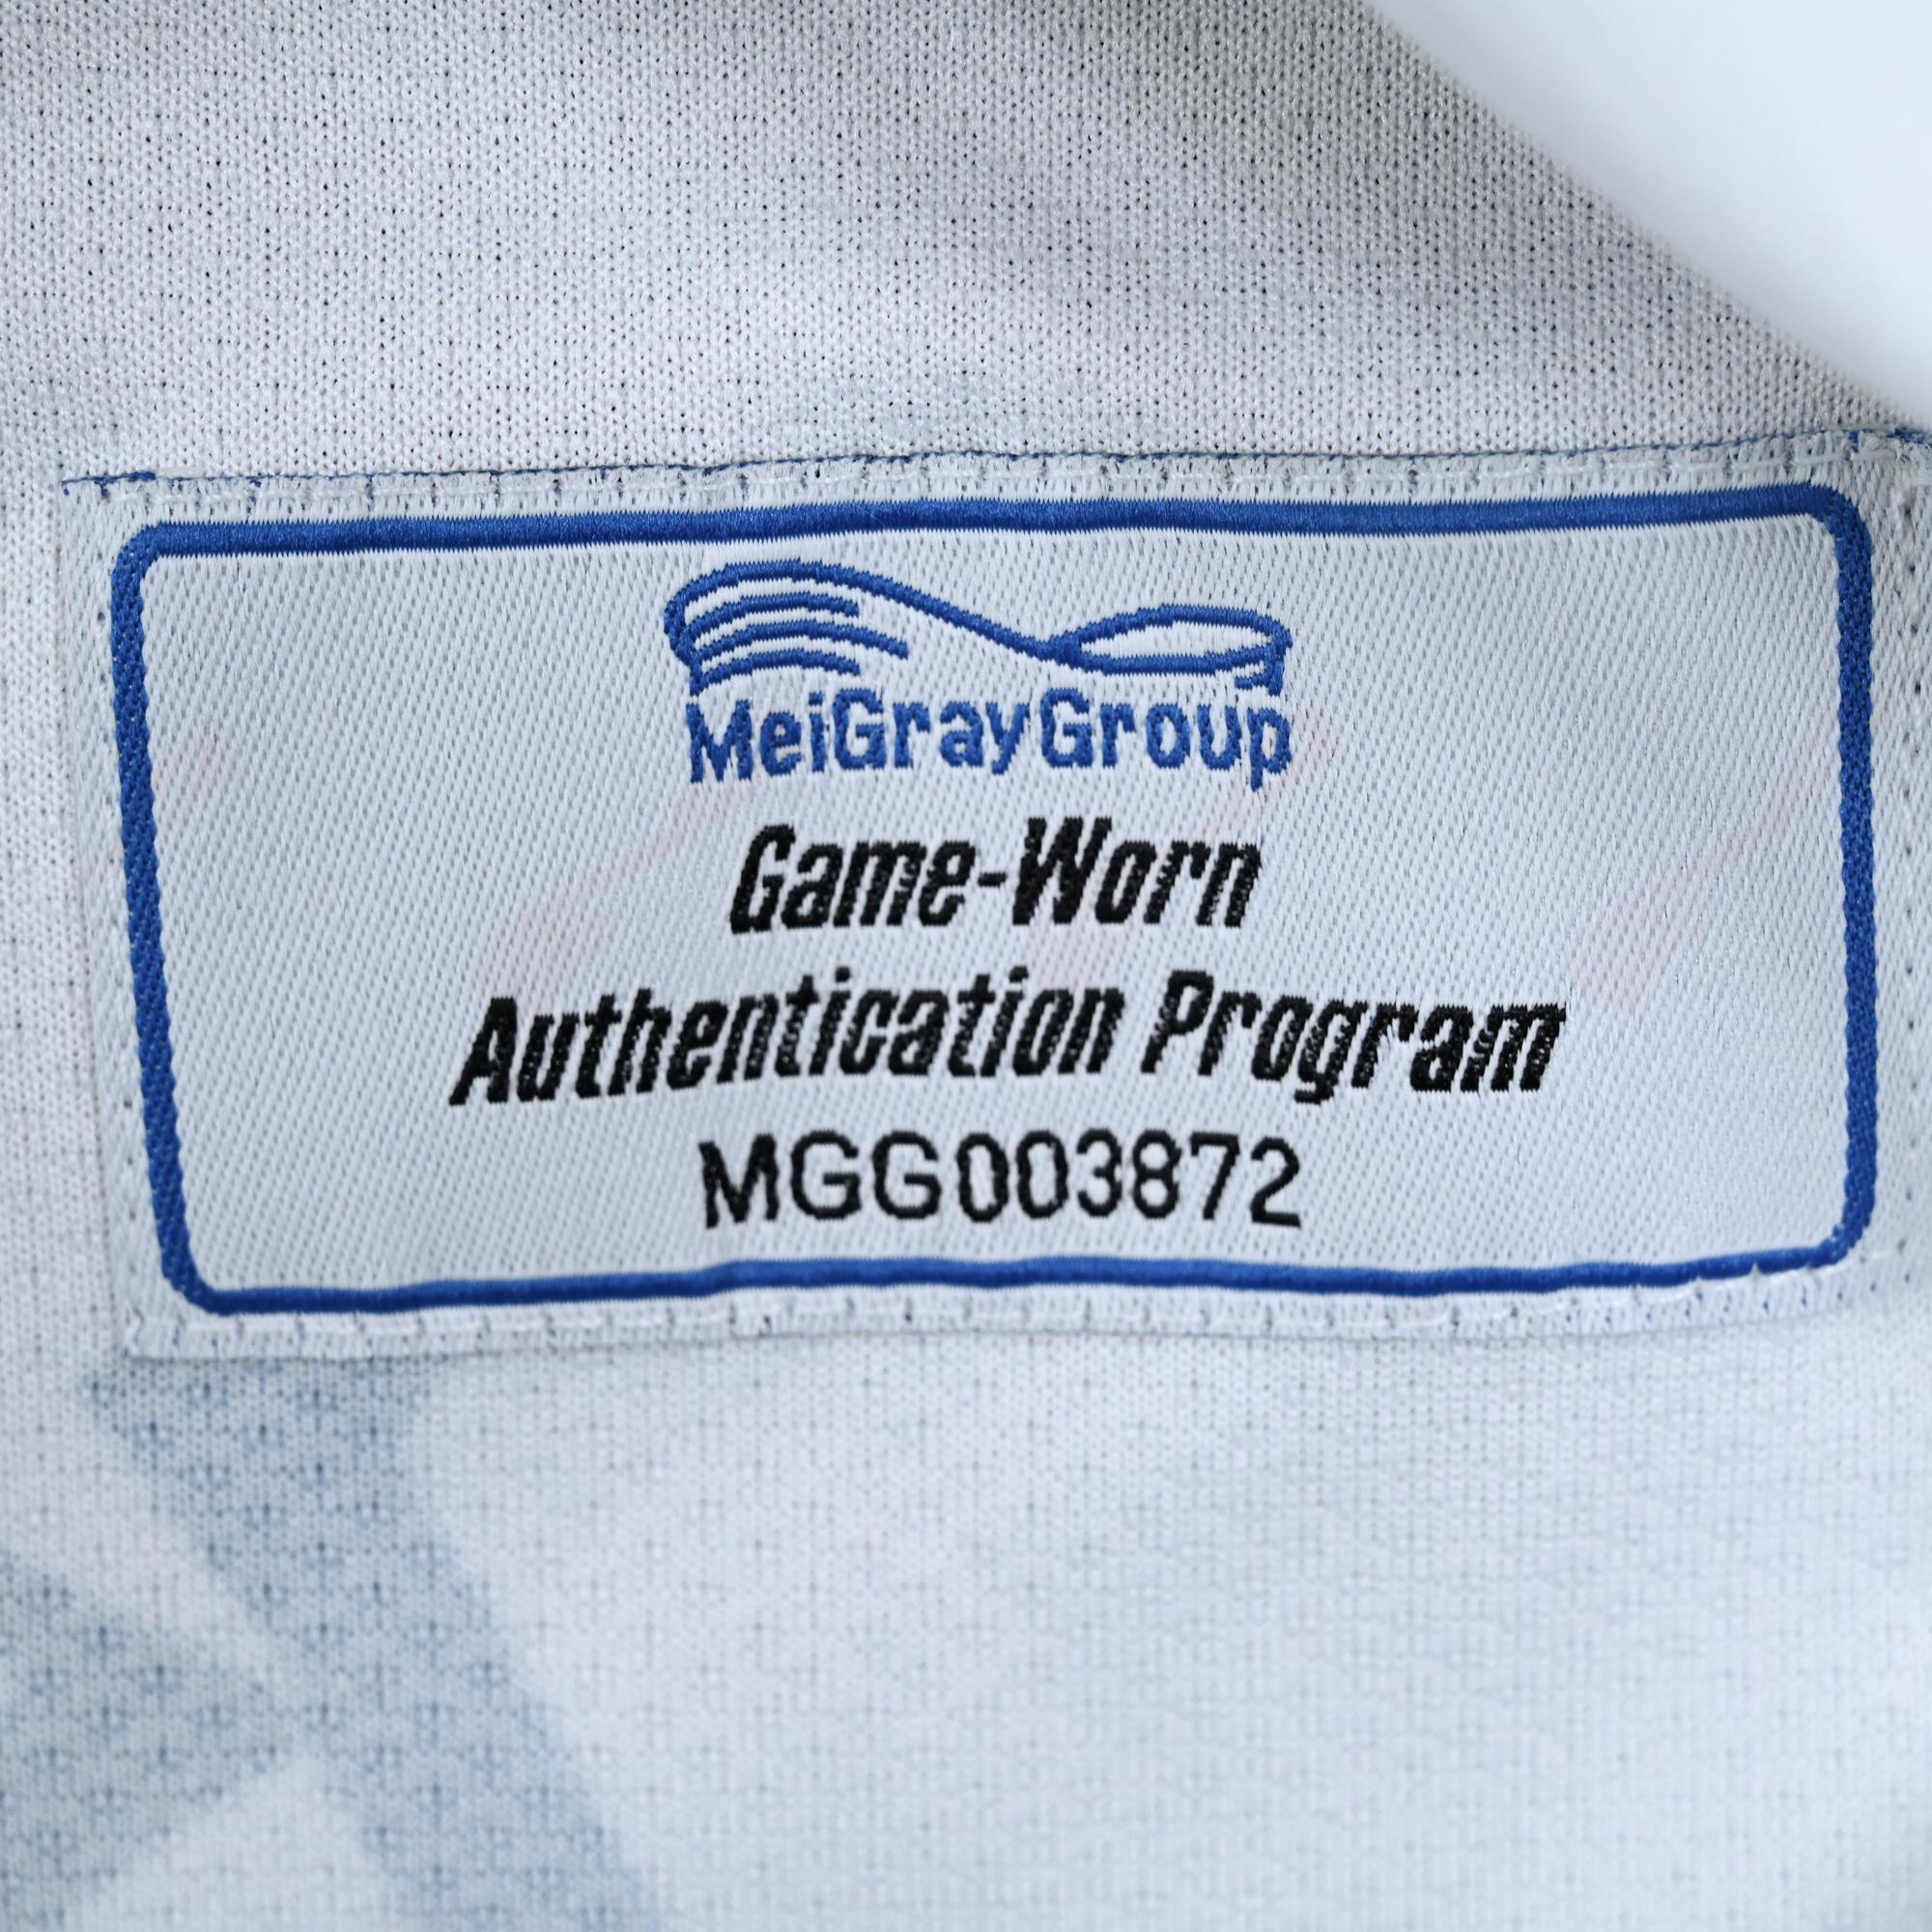 MeiGrayGroup
Game-Worn
Authentication Program
MGG003872